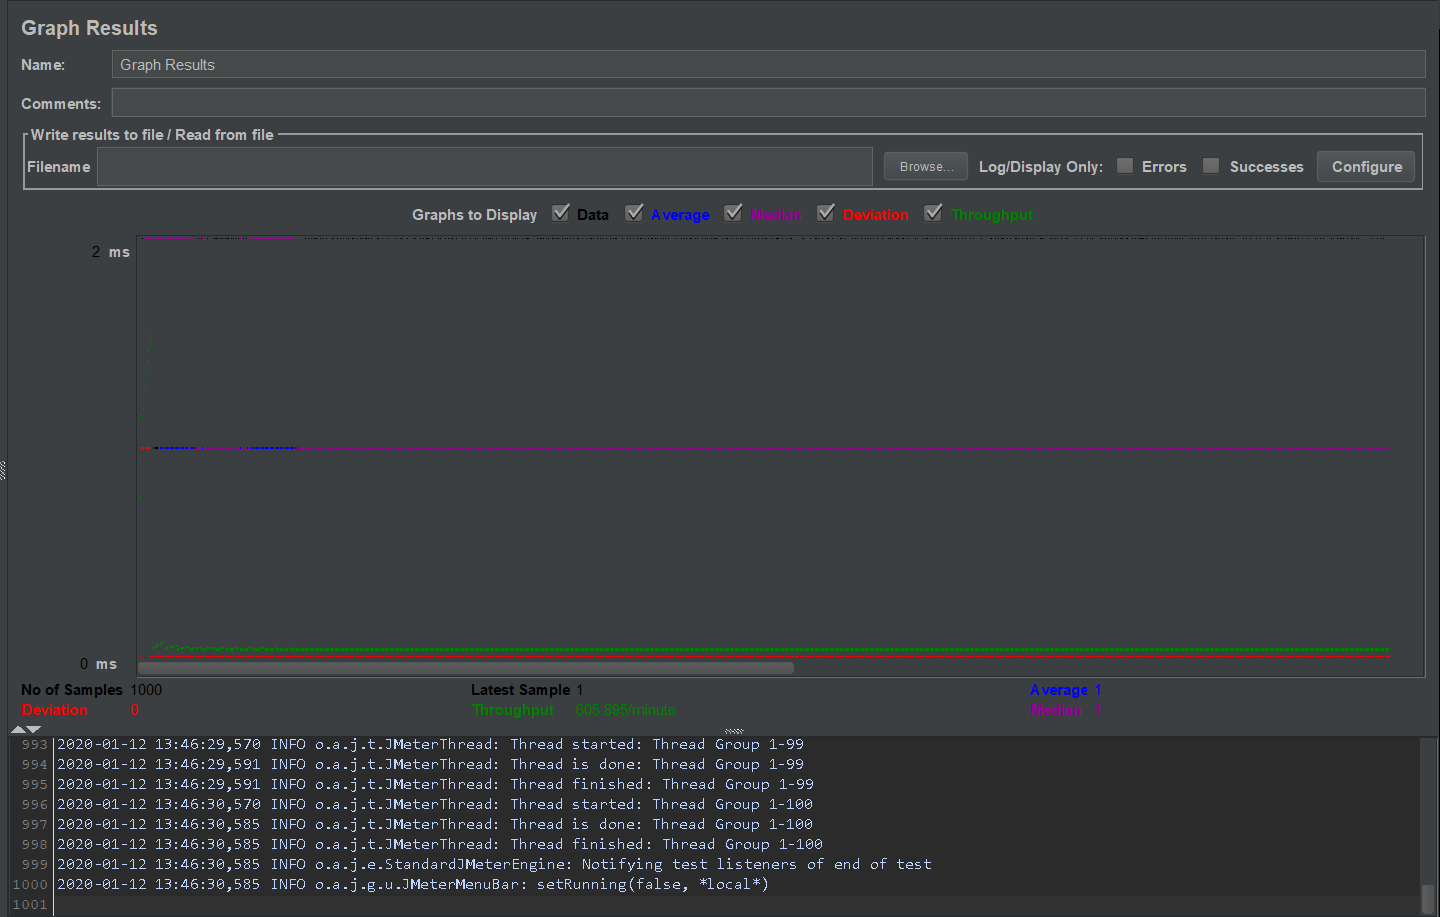 Graph Results
Name: Graph Results
Comments:
Write results to file / Read from file
Filename Browse... Log/Display Only: Errors Successes Configure
Graphs to Display Data Average Median Deviation Throughput
2 ms
0 ms
No of Samples 1000 Latest Sample 1 Average 1
Deviation 0 Throughput 605.895/minute Median 1
993 2020-01-12 13:46:29,570 INFO o.a.j.t.JMeterThread: Thread started: Thread Group 1-99
994 2020-01-12 13:46:29,591 INFO o.a.j.t.JMeterThread: Thread is done: Thread Group 1-99
995 2020-01-12 13:46:29,591 INFO o.a.j.t.JMeterThread: Thread finished: Thread Group 1-99
996 2020-01-12 13:46:30,570 INFO o.a.j.t.JMeterThread: Thread started: Thread Group 1-100
997 2020-01-12 13:46:30,585 INFO o.a.j.t.JMeterThread: Thread is done: Thread Group 1-100
998 2020-01-12 13:46:30,585 INFO o.a.j.t.JMeterThread: Thread finished: Thread Group 1-100
999 2020-01-12 13:46:30,585 INFO o.a.j.e.StandardJMeterEngine: Notifying test listeners of end of test
1000 2020-01-12 13:46:30,585 INFO o.a.j.g.u.JMeterMenuBar: setRunning(false, *local*)
1001